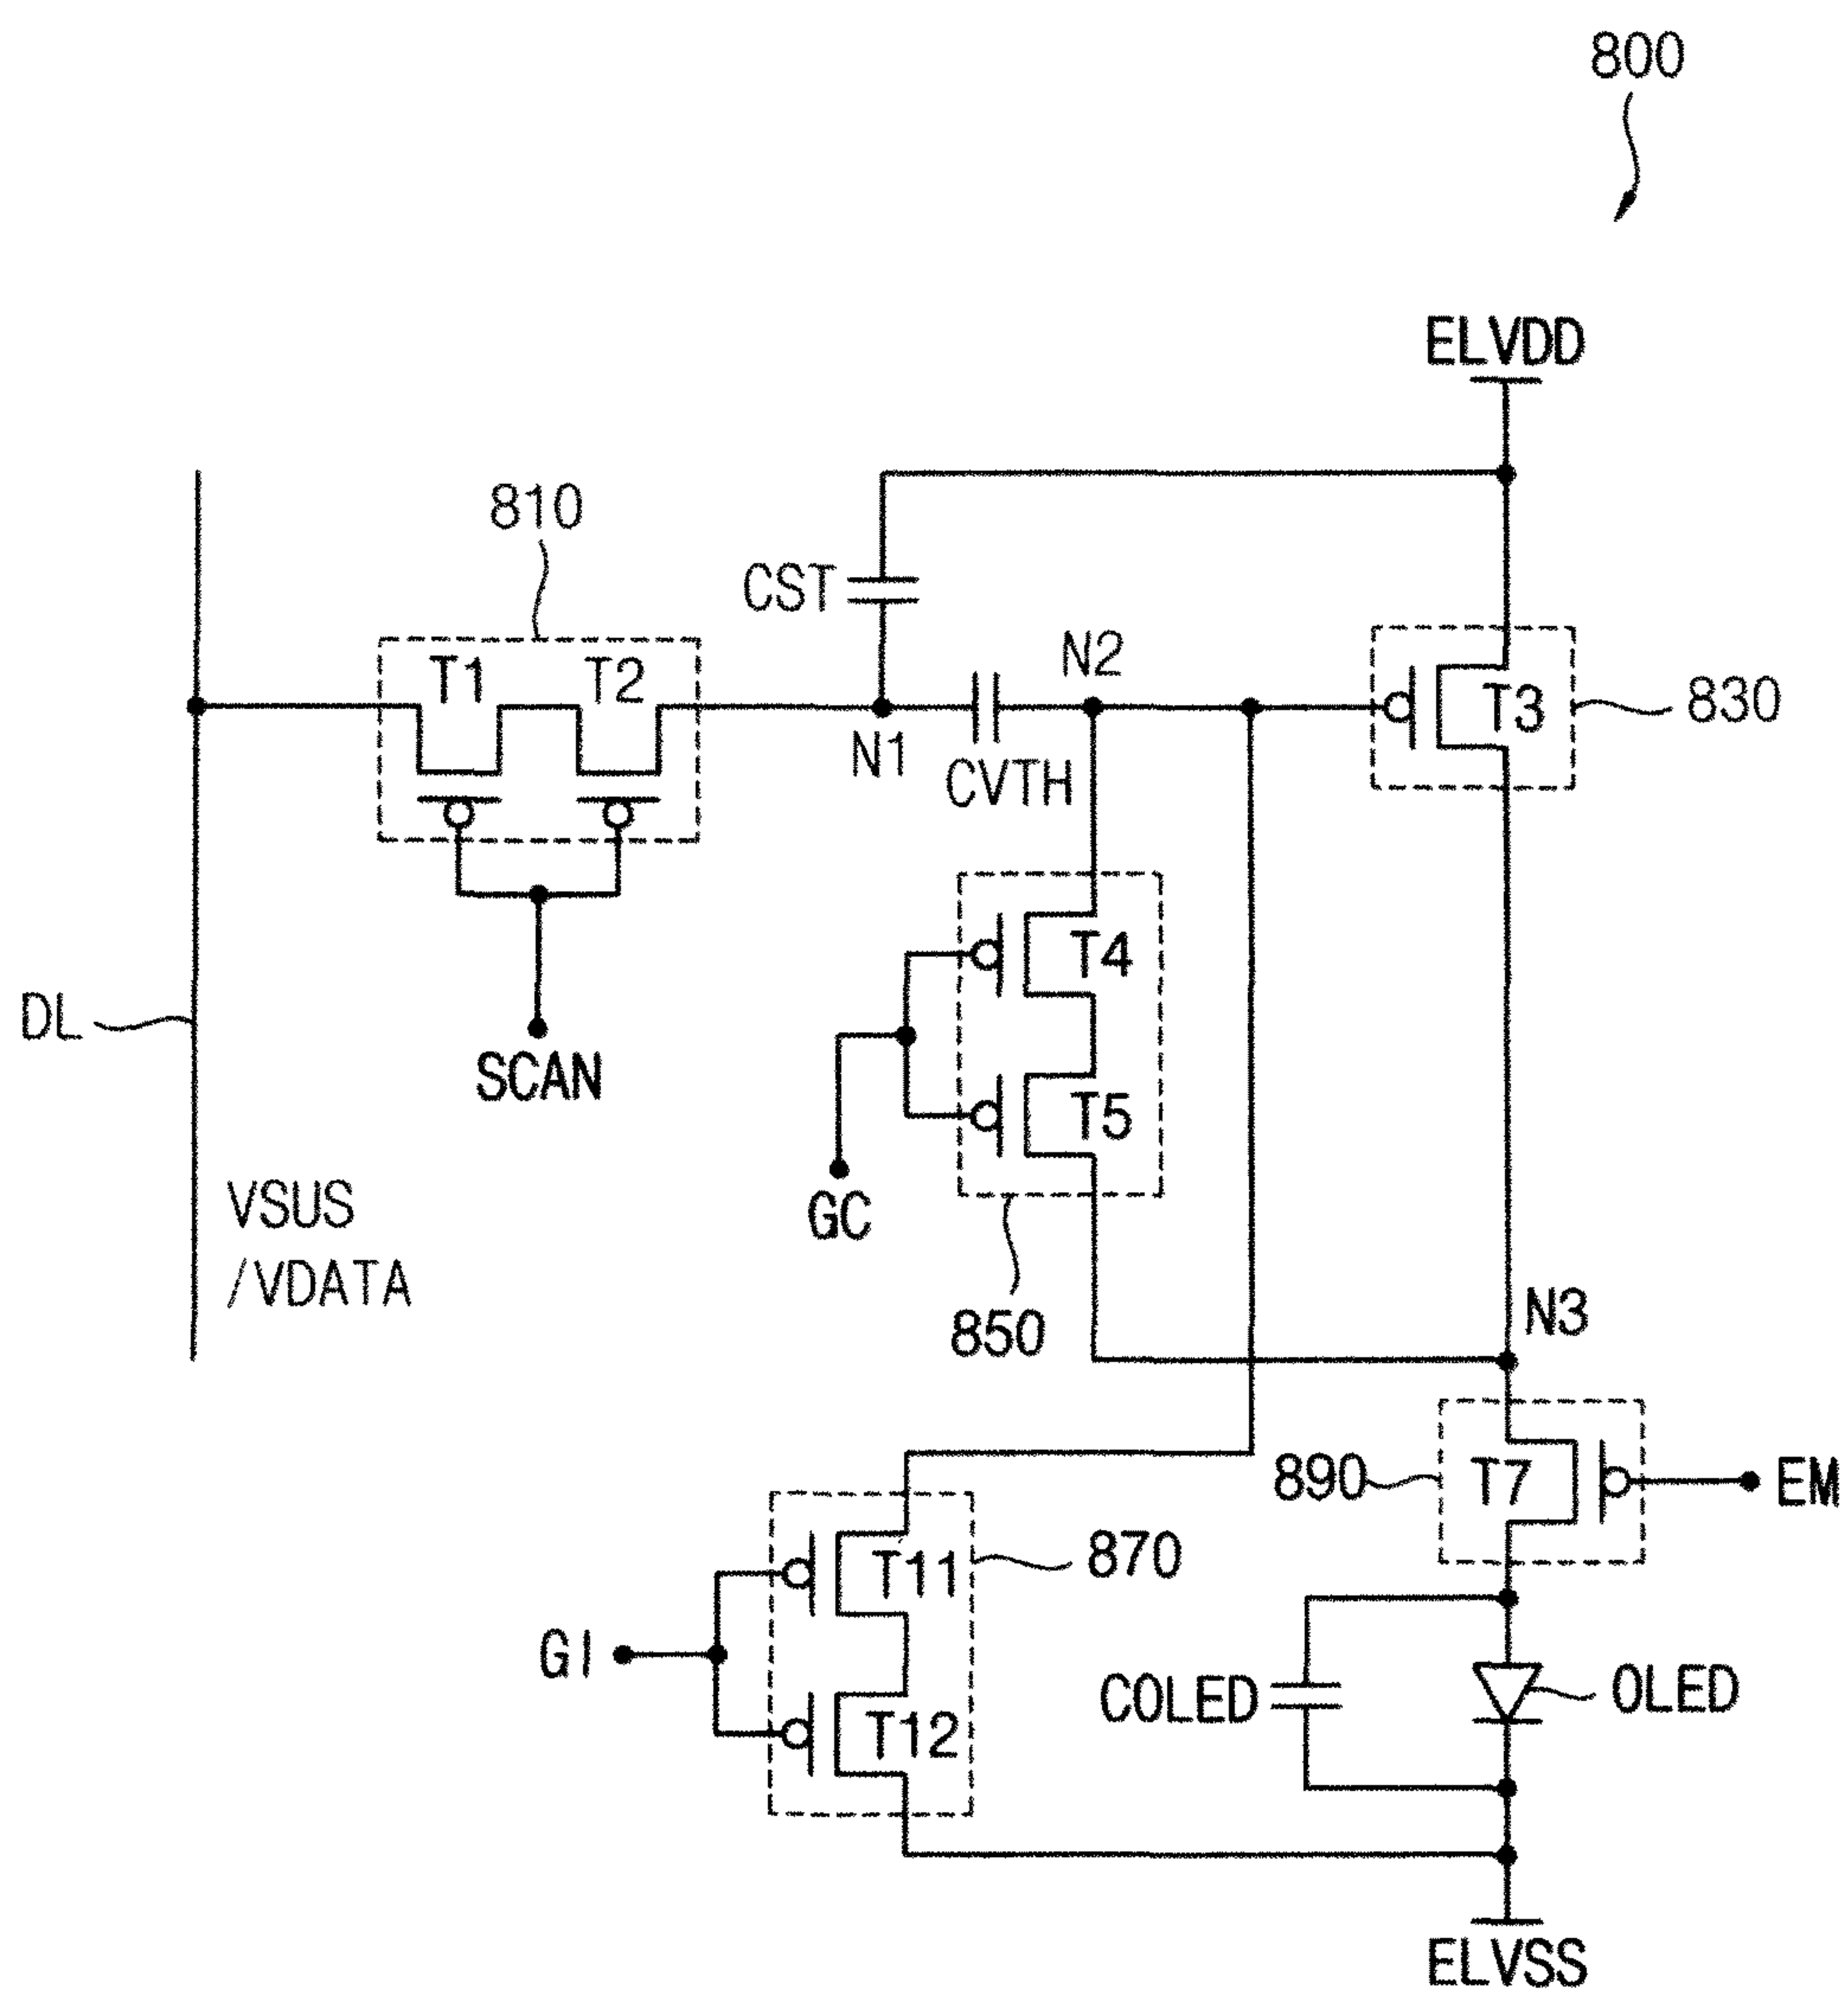 800
ELVDD
810
CST
T1
T2
N2
T3
830
N1
CVTH
T4
DL
SCAN
T5
GC
VSUS
/VDATA
850
N3
890
T7
EM
T11
870
GI
COLED
OLED
T12
ELVSS